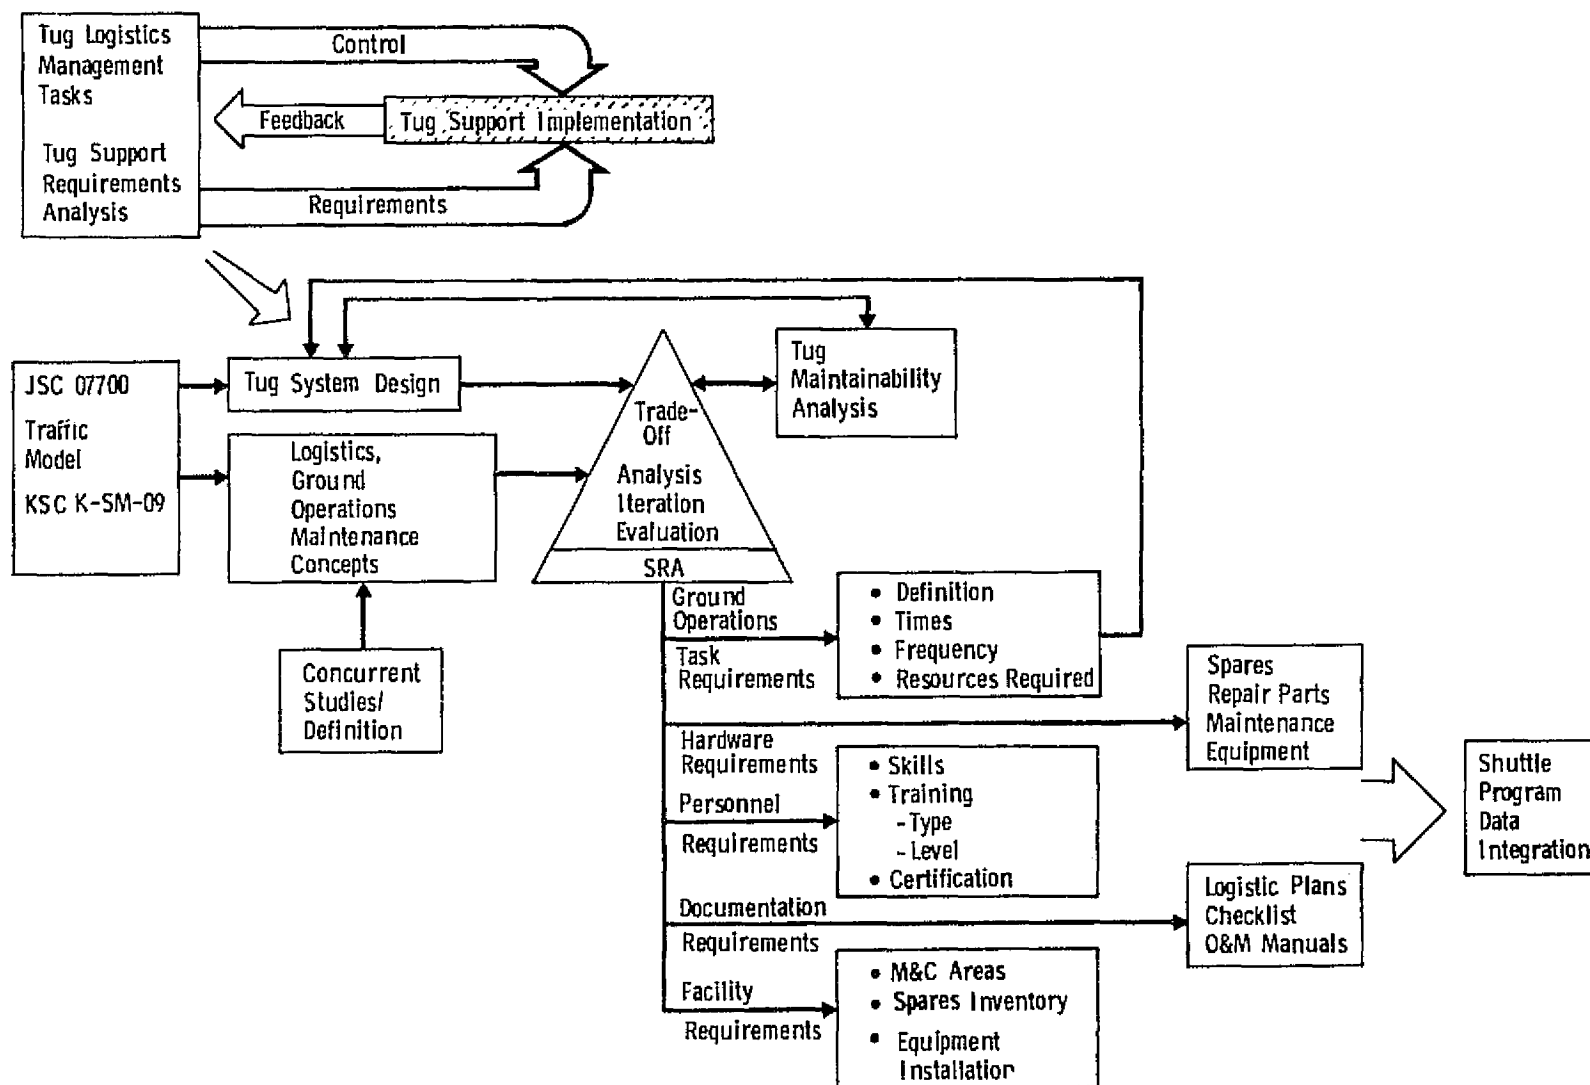 Tug Logistics
Management
Tasks
Tug Support
Requirements
Analysis
Control
Feedback
Tug Support Implementation
Requirements
JSC 07700
Traffic
Model
KSC K-SM-09
Tug System Design
Logistics,
Ground
Operations
Maintenance
Concepts
Concurrent
Studies/
Definition
Trade-
Off
Analysis
Iteration
Evaluation
SRA
Tug
Maintainability
Analysis
Ground
Operations
Task
Requirements
• Definition
• Times
• Frequency
• Resources Required
Hardware
Requirements
Spares
Repair Parts
Maintenance
Equipment
Personnel
Requirements
• Skills
• Training
- Type
- Level
• Certification
Documentation
Requirements
Logistic Plans
Checklist
O&M Manuals
Facility
Requirements
• M&C Areas
• Spares Inventory
• Equipment
Installation
Shuttle
Program
Data
Integration